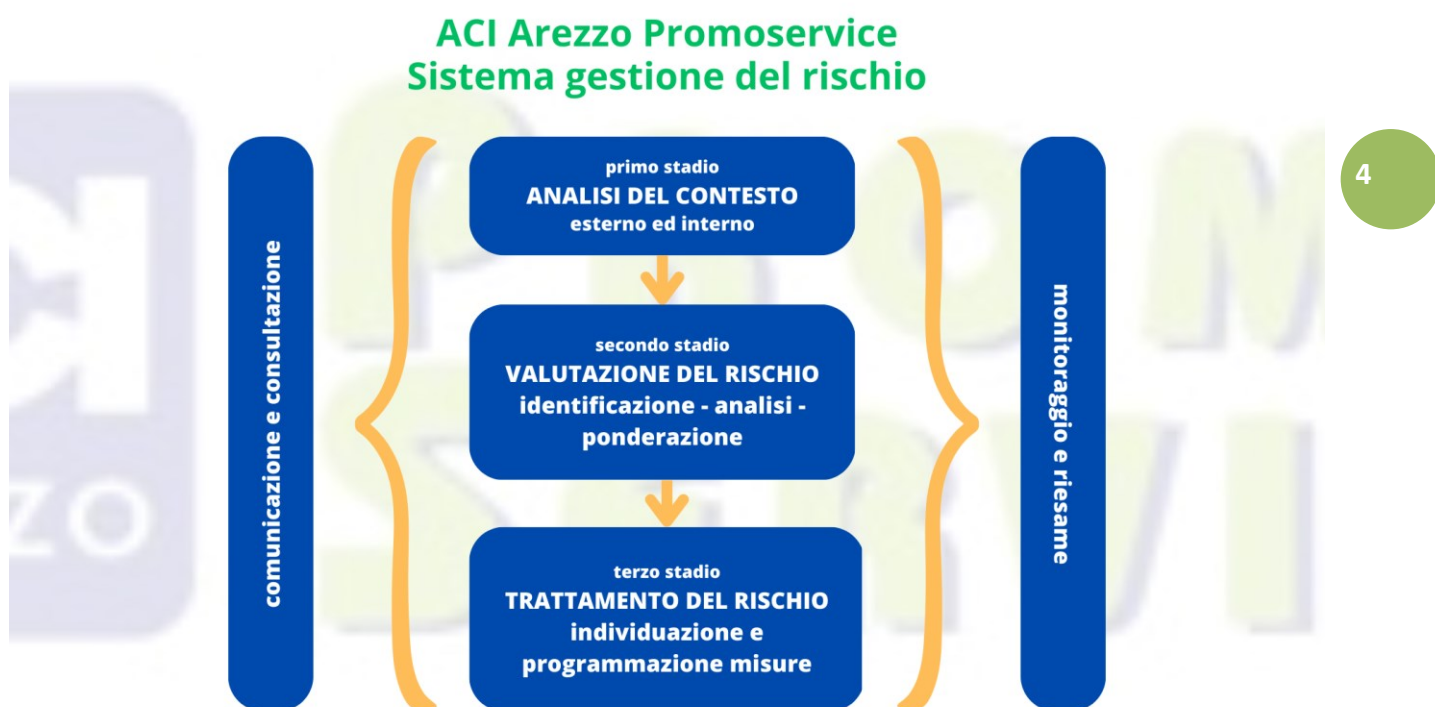 ACI Arezzo Promoservice
Sistema gestione del rischio
4
comunicazione e consultazione
primo stadio
ANALISI DEL CONTESTO
esterno ed interno
secondo stadio
VALUTAZIONE DEL RISCHIO
identificazione - analisi -
ponderazione
terzo stadio
TRATTAMENTO DEL RISCHIO
individuazione e
programmazione misure
monitoraggio e riesame